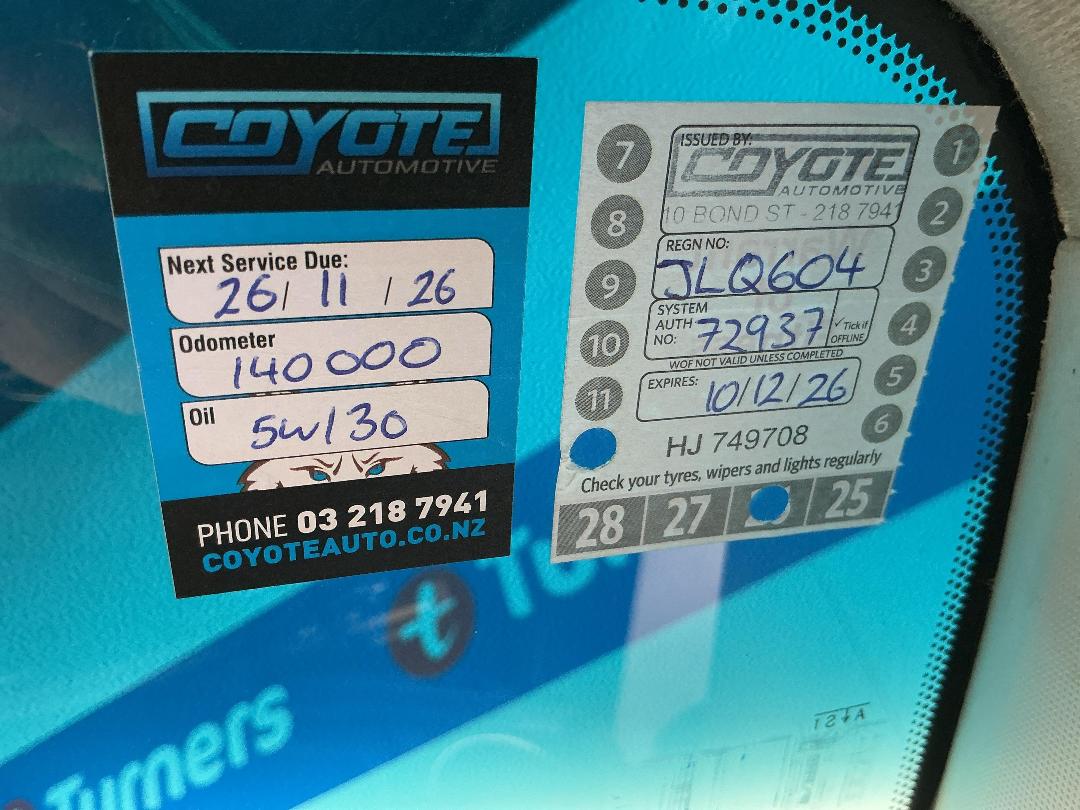 COYOTE
AUTOMOTIVE
Next Service Due:
26/ 11 / 26
Odometer
140 000
Oil
5W/30
PHONE 03 218 7941
COYOTEAUTO.CO.NZ
7
8
9
10
11
ISSUED BY:
COYOTE
AUTOMOTIVE
10 BOND ST - 218 7941
REGN NO:
JLQ604
SYSTEM
AUTH
NO: 72937
✓ Tick if
OFFLINE
WOF NOT VALID UNLESS COMPLETED
EXPIRES: 10/12/26
1
2
3
4
5
6
HJ 749708
Check your tyres, wipers and lights regularly
28 27 25
t
Turners